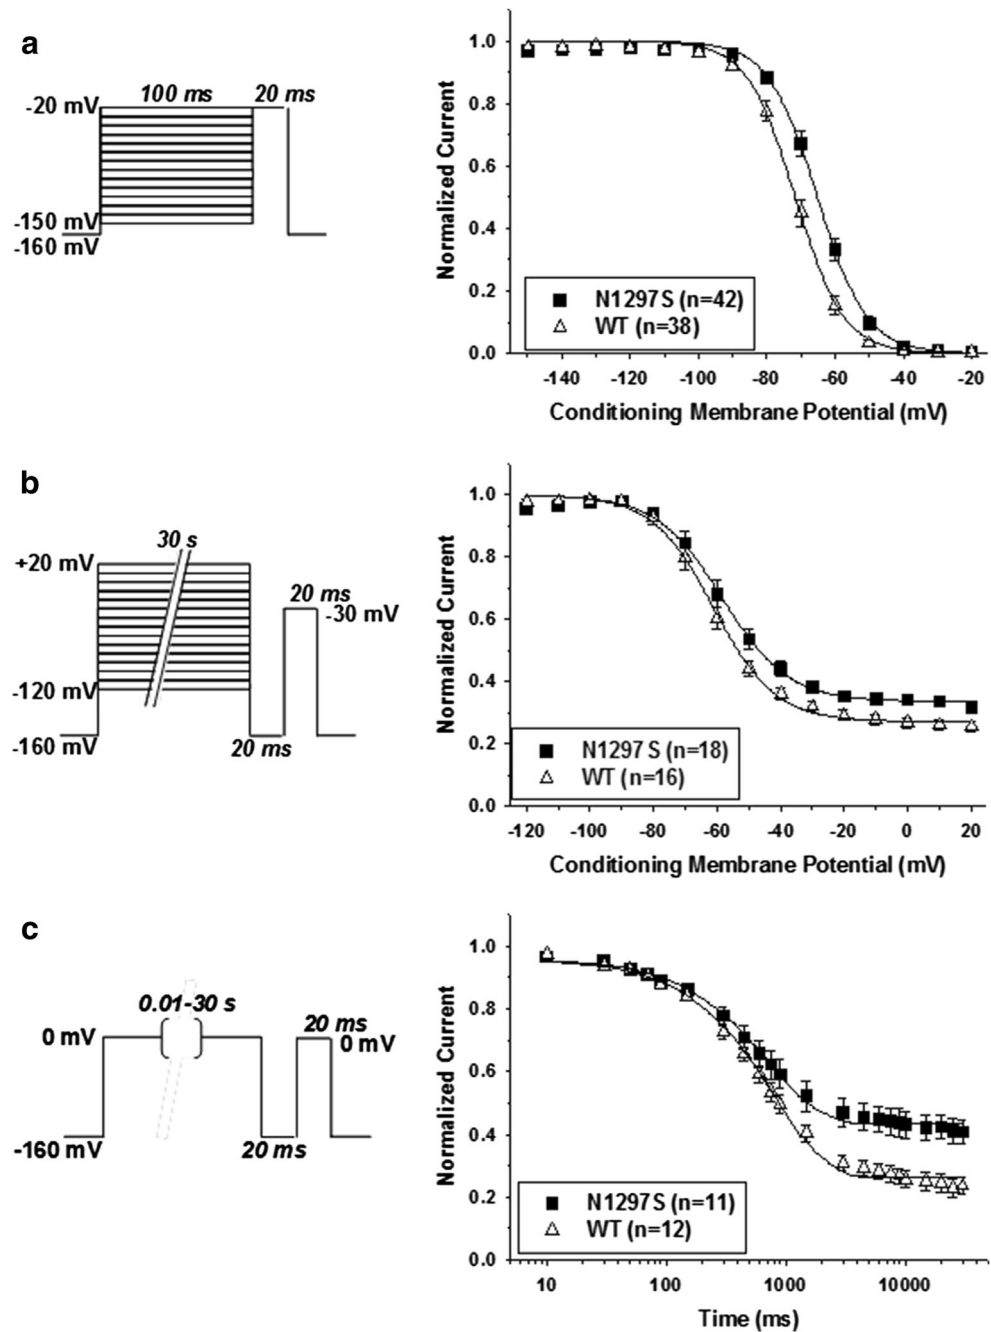 a
-20 mV
100 ms
20 ms
-150 mV
-160 mV
Normalized Current
1.0
0.8
0.6
0.4
0.2
0.0
N1297S (n=42)
WT (n=38)
-140 -120 -100 -80 -60 -40 -20
Conditioning Membrane Potential (mV)
b
30 s
+20 mV
20 ms
-30 mV
-120 mV
-160 mV
20 ms
Normalized Current
1.0
0.8
0.6
0.4
0.2
0.0
N1297S (n=18)
WT (n=16)
-120 -100 -80 -60 -40 -20 0 20
Conditioning Membrane Potential (mV)
c
0.01-30 s
0 mV
20 ms
0 mV
-160 mV
20 ms
Normalized Current
1.0
0.8
0.6
0.4
0.2
0.0
N1297S (n=11)
WT (n=12)
10 100 1000 10000
Time (ms)